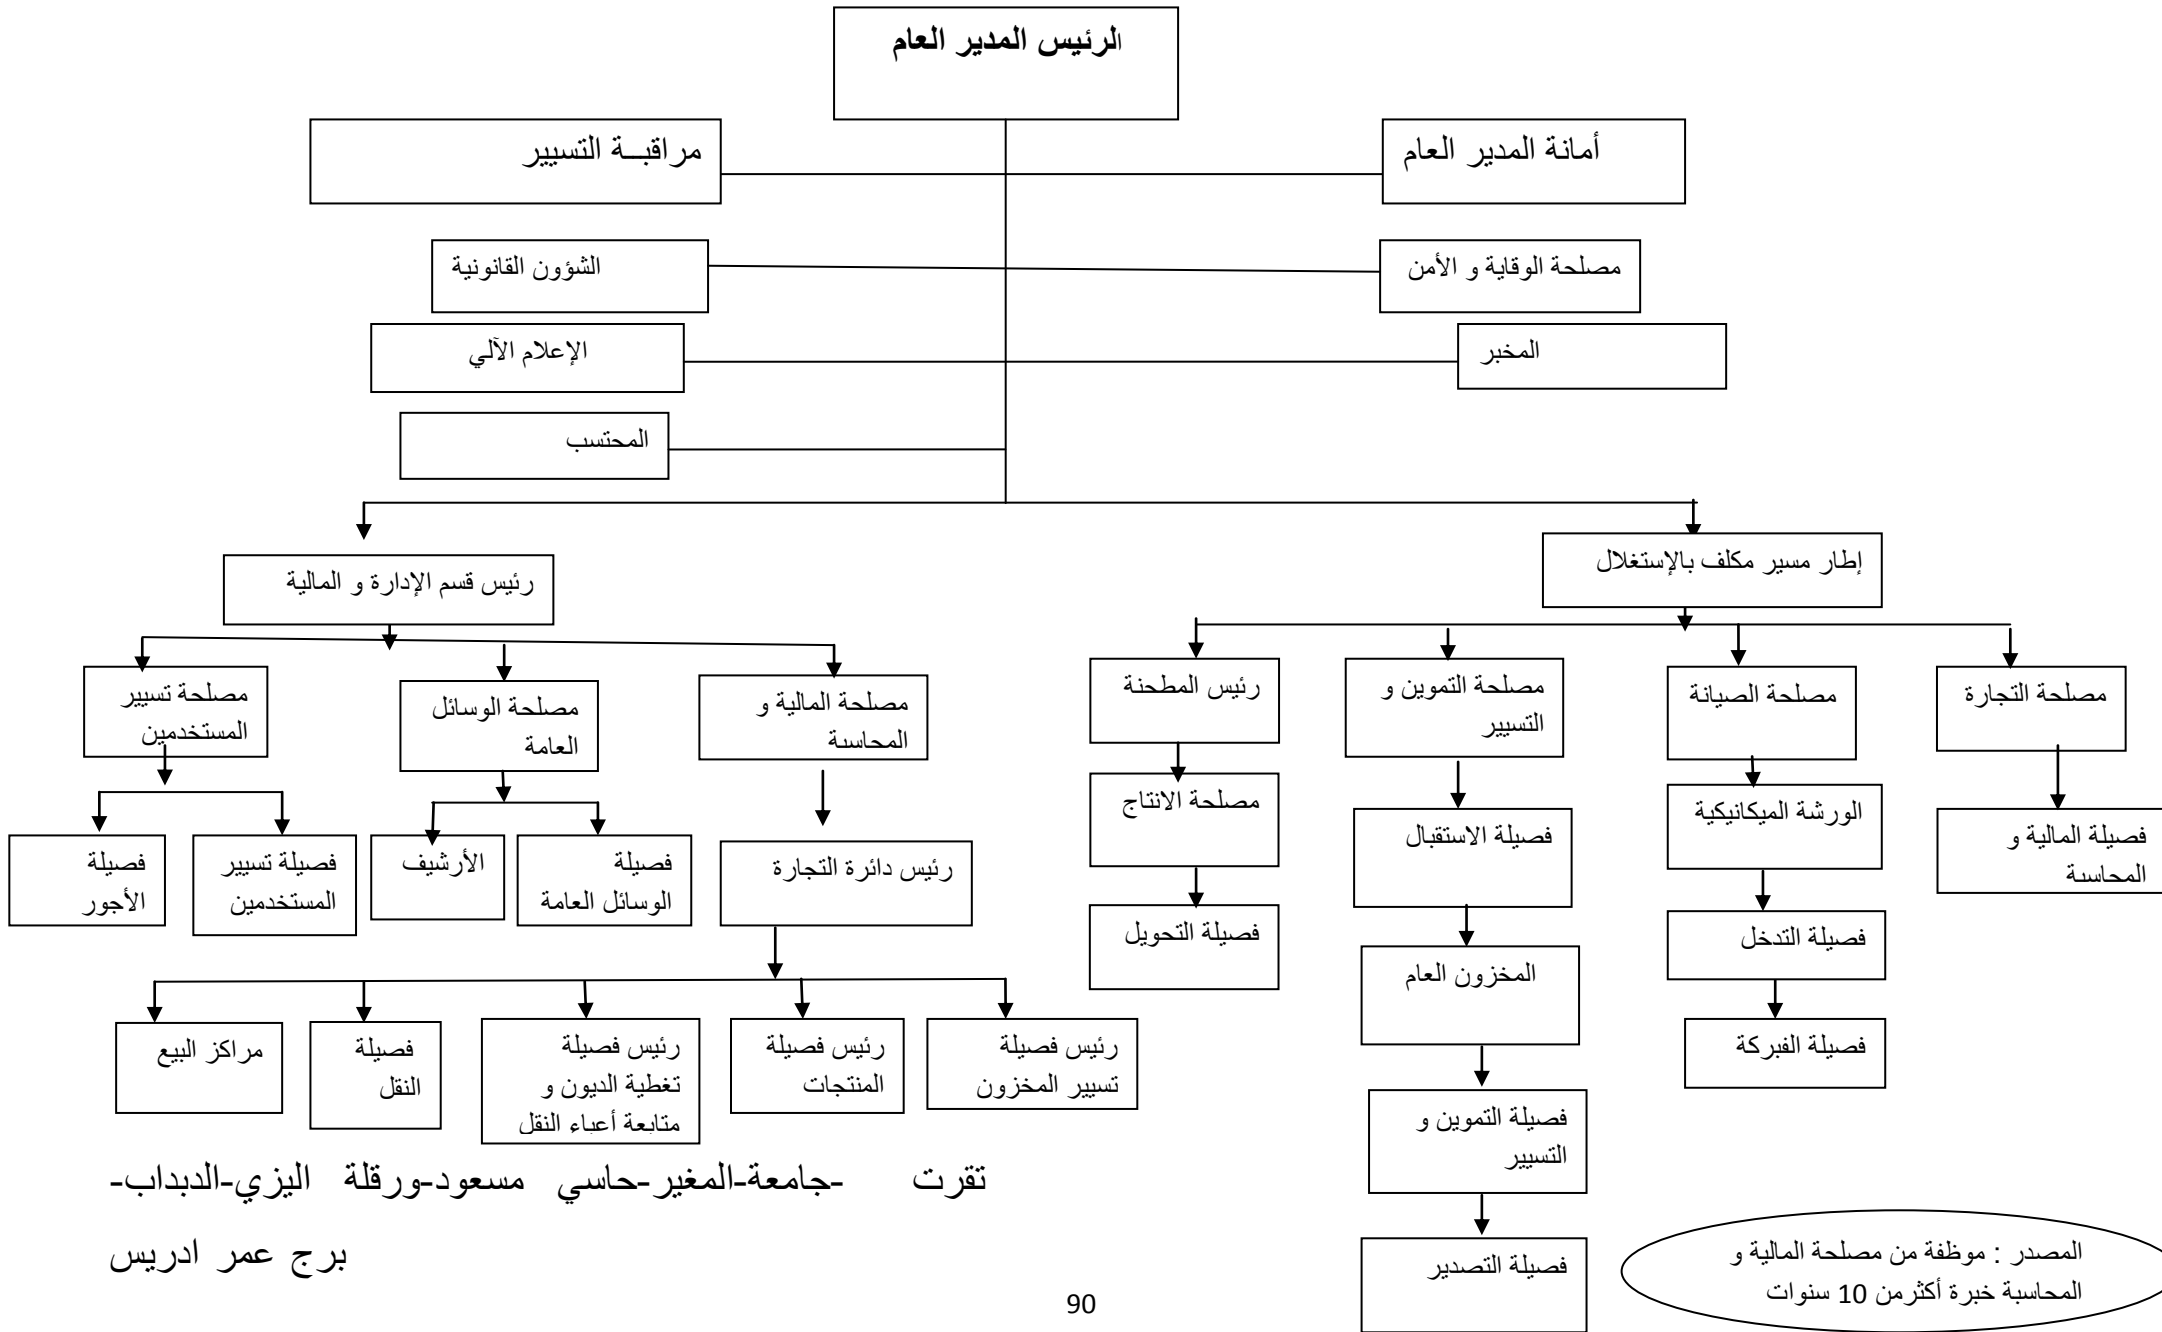 الرئيس المدير العام
أمانة المدير العام
مراقبــة التسيير
مصلحة الوقاية و الأمن
الشؤون القانونية
المخبر
الإعلام الآلي
المحتسب
إطار مسير مكلف بالإستغلال
رئيس قسم الإدارة و المالية
مصلحة التجارة
مصلحة الصيانة
مصلحة التموين و
التسيير
رئيس المطحنة
مصلحة المالية و
المحاسبة
مصلحة الوسائل
العامة
مصلحة تسيير
المستخدمين
فصيلة المالية و
المحاسبة
الورشة الميكانيكية
فصيلة الاستقبال
مصلحة الانتاج
رئيس دائرة التجارة
فصيلة
الوسائل العامة
الأرشيف
فصيلة تسيير
المستخدمين
فصيلة
الأجور
فصيلة التدخل
المخزون العام
فصيلة التحويل
فصيلة الفبركة
رئيس فصيلة
تسيير المخزون
رئيس فصيلة
المنتجات
رئيس فصيلة
تغطية الديون و
متابعة أعباء النقل
فصيلة
النقل
مراكز البيع
فصيلة التموين و
التسيير
فصيلة التصدير
تقرت -جامعة-المغير-حاسي مسعود-ورقلة اليزي-الدبداب-
برج عمر ادريس
المصدر : موظفة من مصلحة المالية و
المحاسبة خبرة أكثرمن 10 سنوات
90